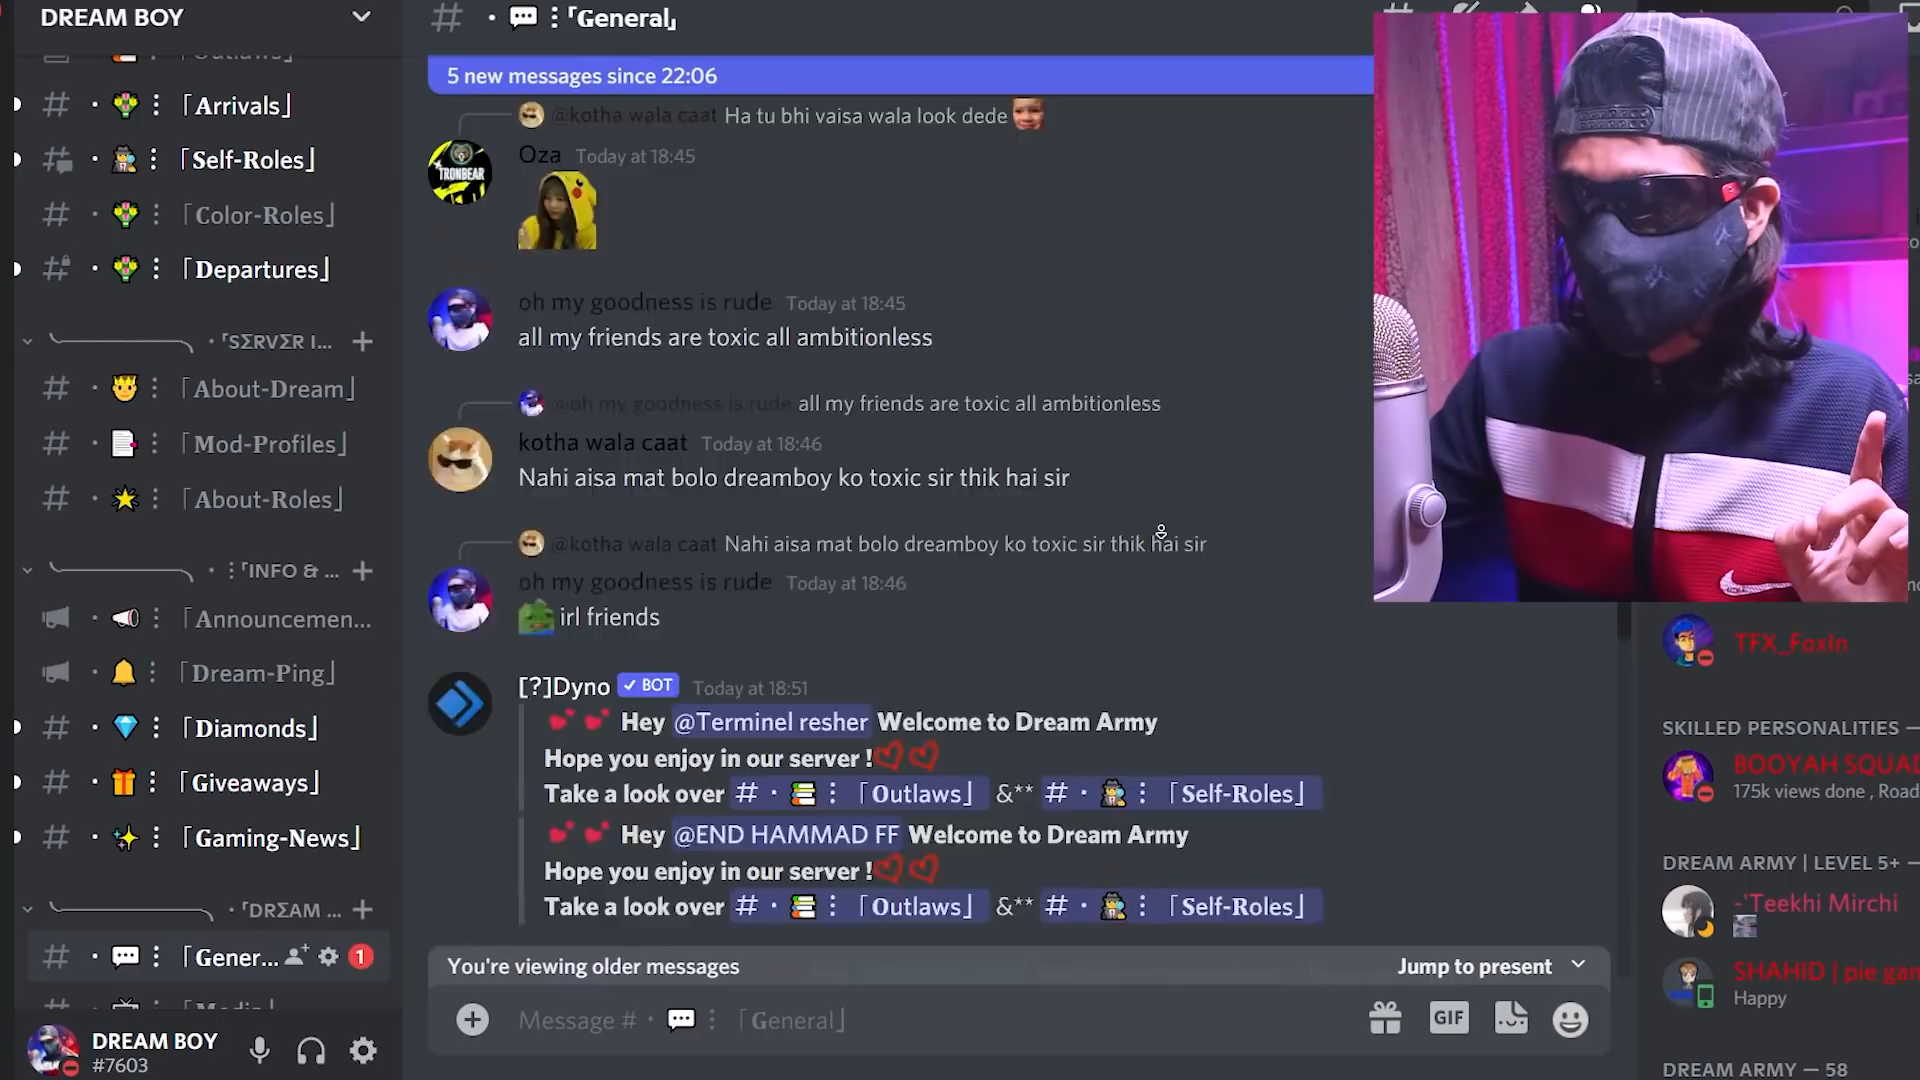 DREAM BOY
「Arrivals」
「Self-Roles」
「Color-Roles」
「Departures」
「SΣRVΣR I...
「About-Dream」
「Mod-Profiles」
「About-Roles」
「INFO & ...
「Announcemen...
「Dream-Ping」
「Diamonds」
「Giveaways」
「Gaming-News」
「DRΣAM ...
「Gener...
1
DREAM BOY
#7603
「General」
5 new messages since 22:06
@kotha wala caat Ha tu bhi vaisa wala look dede
TRONBEAR
Oza Today at 18:45
oh my goodness is rude Today at 18:45
all my friends are toxic all ambitionless
@oh my goodness is rude all my friends are toxic all ambitionless
kotha wala caat Today at 18:46
Nahi aisa mat bolo dreamboy ko toxic sir thik hai sir
@kotha wala caat Nahi aisa mat bolo dreamboy ko toxic sir thik hai sir
oh my goodness is rude Today at 18:46
irl friends
[?]Dyno ✓ BOT Today at 18:51
Hey @Terminel resher Welcome to Dream Army
Hope you enjoy in our server !
Take a look over # · ⋮ 「Outlaws」 &** # · ⋮ 「Self-Roles」
Hey @END HAMMAD FF Welcome to Dream Army
Hope you enjoy in our server !
Take a look over # · ⋮ 「Outlaws」 &** # · ⋮ 「Self-Roles」
You're viewing older messages
Jump to present
Message # · ⋮ 「General」
GIF
TFX_FoxIn
SKILLED PERSONALITIES —
BOOYAH SQUAD
175k views done , Road
DREAM ARMY | LEVEL 5+ —
-'Teekhi Mirchi
SHAHID | pie gam
Happy
DREAM ARMY — 58